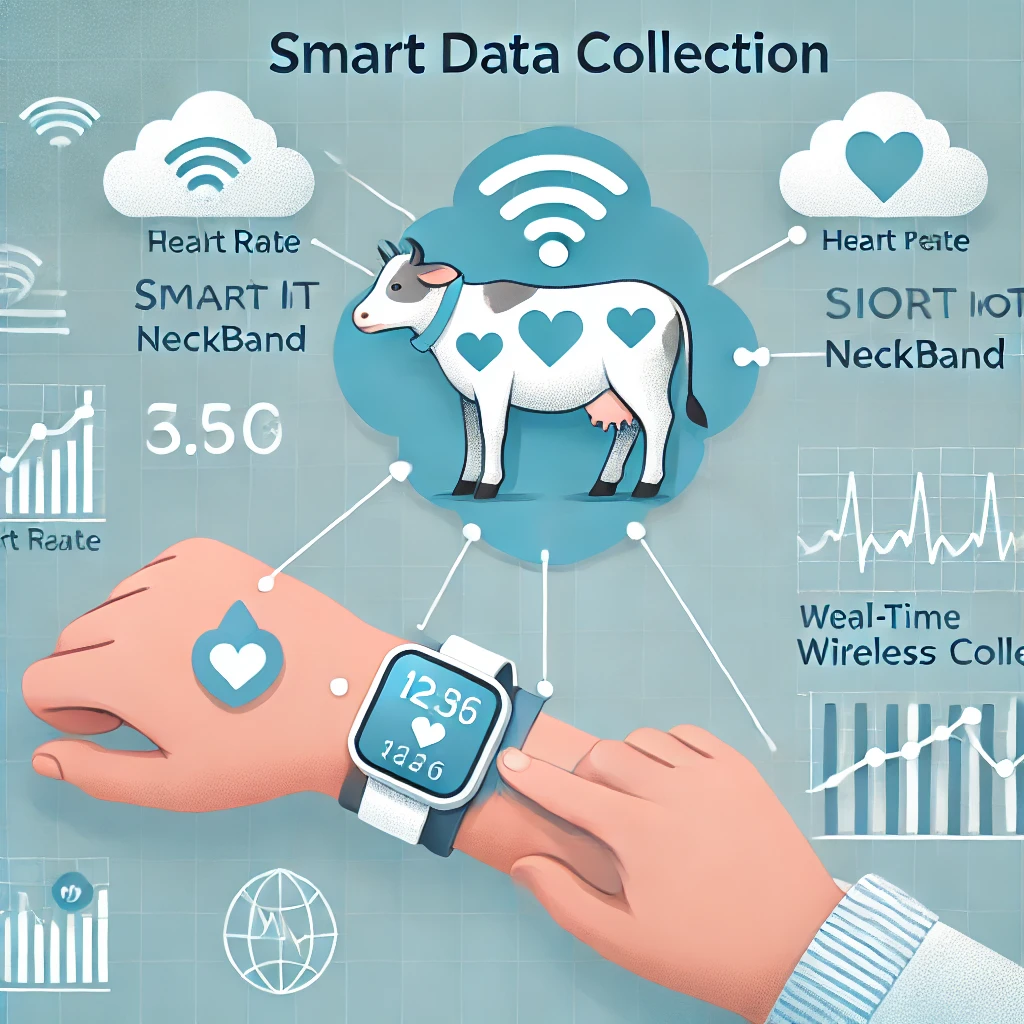 Smart Data Collection
Heart Rate
SMART IT
NeckBand
3.50
Heart Peate
SIORT IoT
NeckBand
rt Raate
12:36
1236
Weal-Time
Wireless Colle